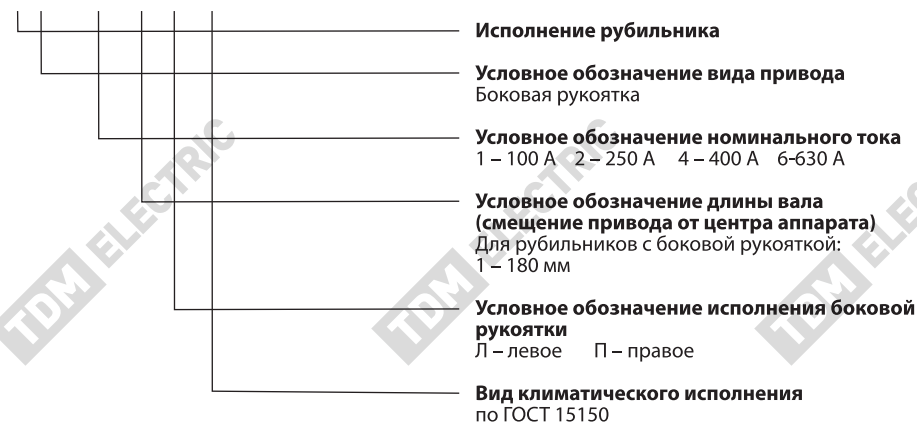 Исполнение рубильника
Условное обозначение вида привода
Боковая рукоятка
Условное обозначение номинального тока
1 – 100 А 2 – 250 А 4 – 400 А 6-630 А
Условное обозначение длины вала
(смещение привода от центра аппарата)
Для рубильников с боковой рукояткой:
1 – 180 мм
Условное обозначение исполнения боковой
рукоятки
Л – левое П – правое
Вид климатического исполнения
по ГОСТ 15150
TDM ELECTRIC
TDM ELECTRIC
TDM ELE